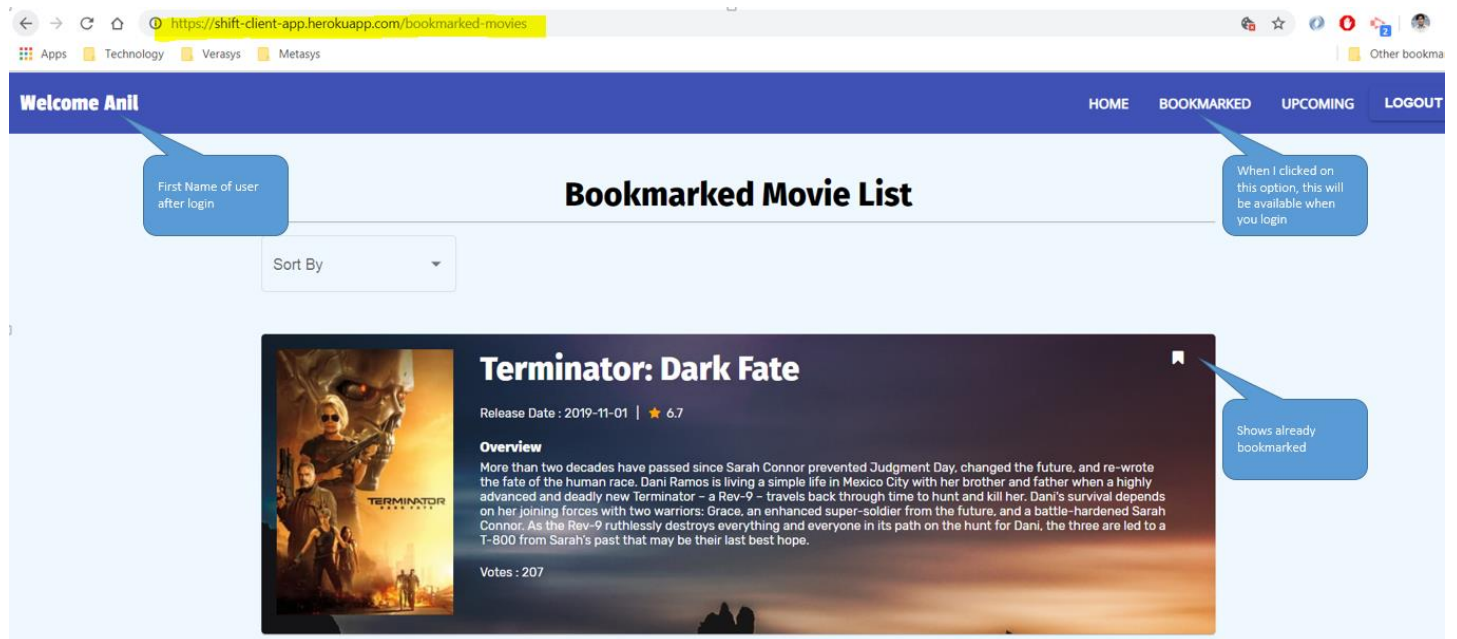 https://shift-client-app.herokuapp.com/bookmarked-movies
2
Apps Technology Verasys Metasys Other bookma
Welcome Anil HOME BOOKMARKED UPCOMING LOGOUT
First Name of user
after login
When I clicked on
this option, this will
be available when
you login
Bookmarked Movie List
Sort By
Terminator: Dark Fate
Release Date : 2019-11-01 | 6.7
Overview
More than two decades have passed since Sarah Connor prevented Judgment Day, changed the future, and re-wrote
the fate of the human race. Dani Ramos is living a simple life in Mexico City with her brother and father when a highly
advanced and deadly new Terminator – a Rev-9 – travels back through time to hunt and kill her. Dani's survival depends
on her joining forces with two warriors: Grace, an enhanced super-soldier from the future, and a battle-hardened Sarah
Connor. As the Rev-9 ruthlessly destroys everything and everyone in its path on the hunt for Dani, the three are led to a
T-800 from Sarah's past that may be their last best hope.
Votes : 207
TERMINATOR
DARK FATE
Shows already
bookmarked